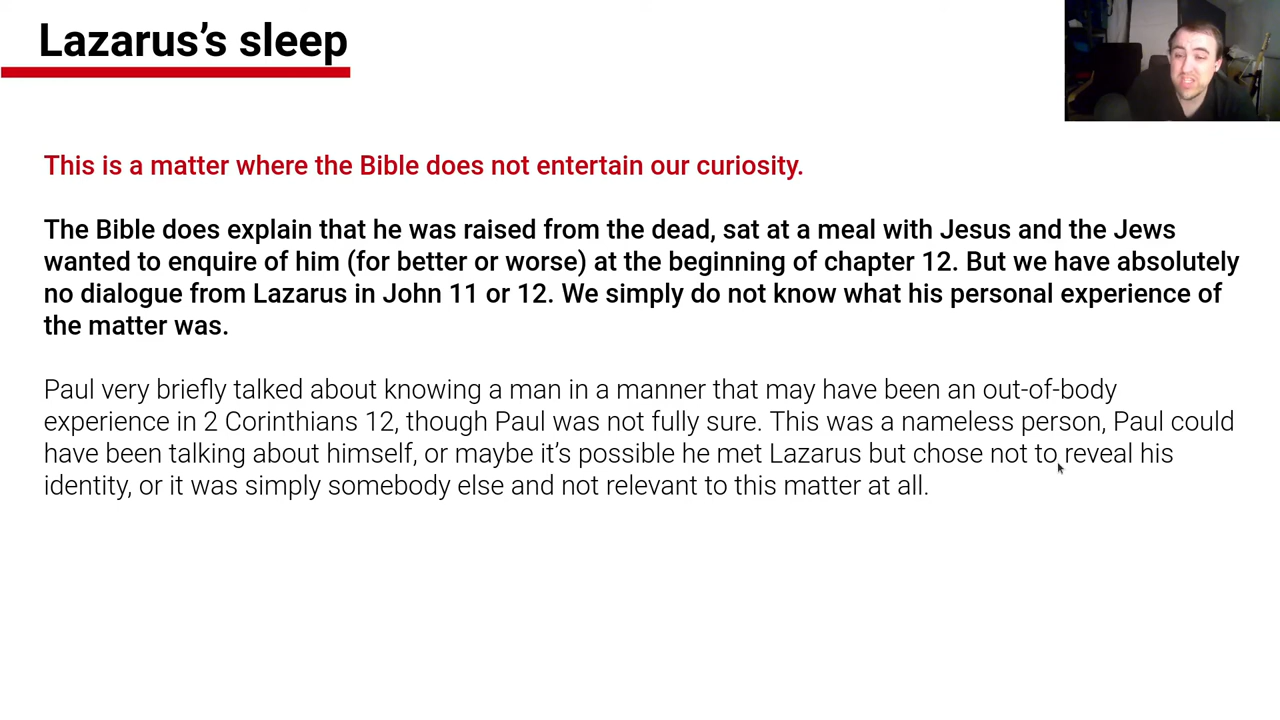 Lazarus’s sleep
This is a matter where the Bible does not entertain our curiosity.
The Bible does explain that he was raised from the dead, sat at a meal with Jesus and the Jews
wanted to enquire of him (for better or worse) at the beginning of chapter 12. But we have absolutely
no dialogue from Lazarus in John 11 or 12. We simply do not know what his personal experience of
the matter was.
Paul very briefly talked about knowing a man in a manner that may have been an out-of-body
experience in 2 Corinthians 12, though Paul was not fully sure. This was a nameless person, Paul could
have been talking about himself, or maybe it’s possible he met Lazarus but chose not to reveal his
identity, or it was simply somebody else and not relevant to this matter at all.